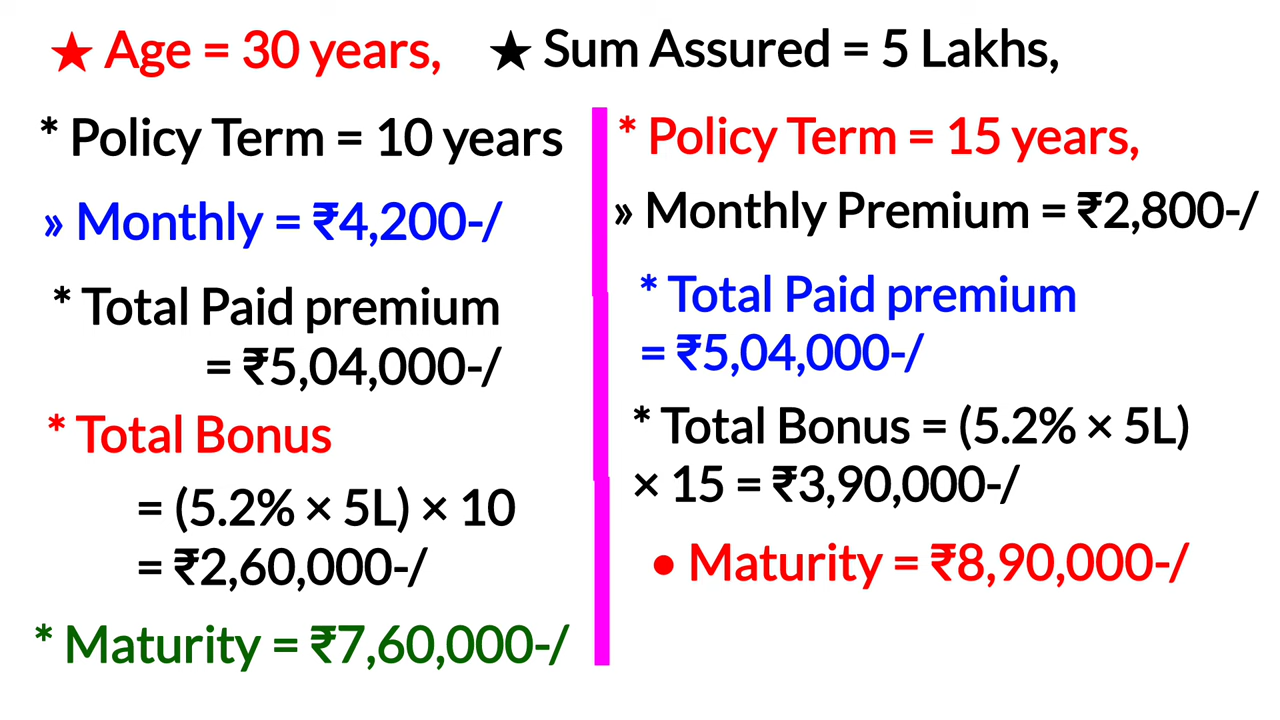 ★ Age = 30 years, ★ Sum Assured = 5 Lakhs,
* Policy Term = 10 years
» Monthly = ₹4,200-/
* Total Paid premium
= ₹5,04,000-/
* Total Bonus
= (5.2% × 5L) × 10
= ₹2,60,000-/
* Maturity = ₹7,60,000-/
* Policy Term = 15 years,
» Monthly Premium = ₹2,800-/
* Total Paid premium
= ₹5,04,000-/
* Total Bonus = (5.2% × 5L)
× 15 = ₹3,90,000-/
• Maturity = ₹8,90,000-/